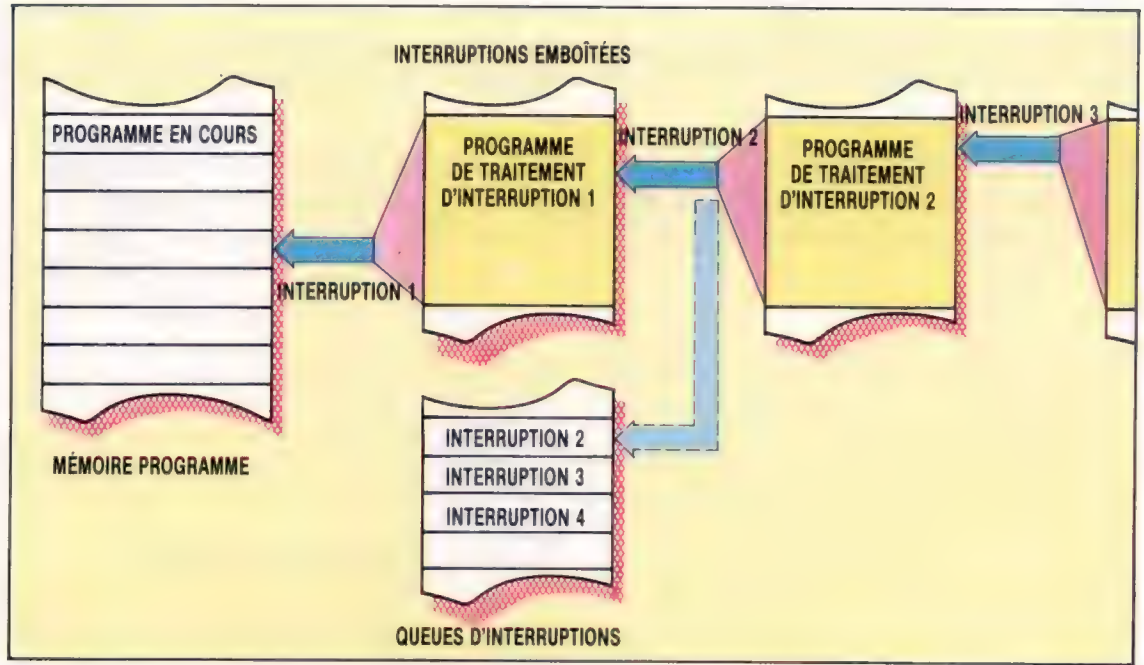 INTERRUPTIONS EMBOÎTÉES
PROGRAMME EN COURS
INTERRUPTION 1
PROGRAMME
DE TRAITEMENT
D'INTERRUPTION 1
INTERRUPTION 2
PROGRAMME
DE TRAITEMENT
D'INTERRUPTION 2
INTERRUPTION 3
MÉMOIRE PROGRAMME
INTERRUPTION 2
INTERRUPTION 3
INTERRUPTION 4
QUEUES D'INTERRUPTIONS